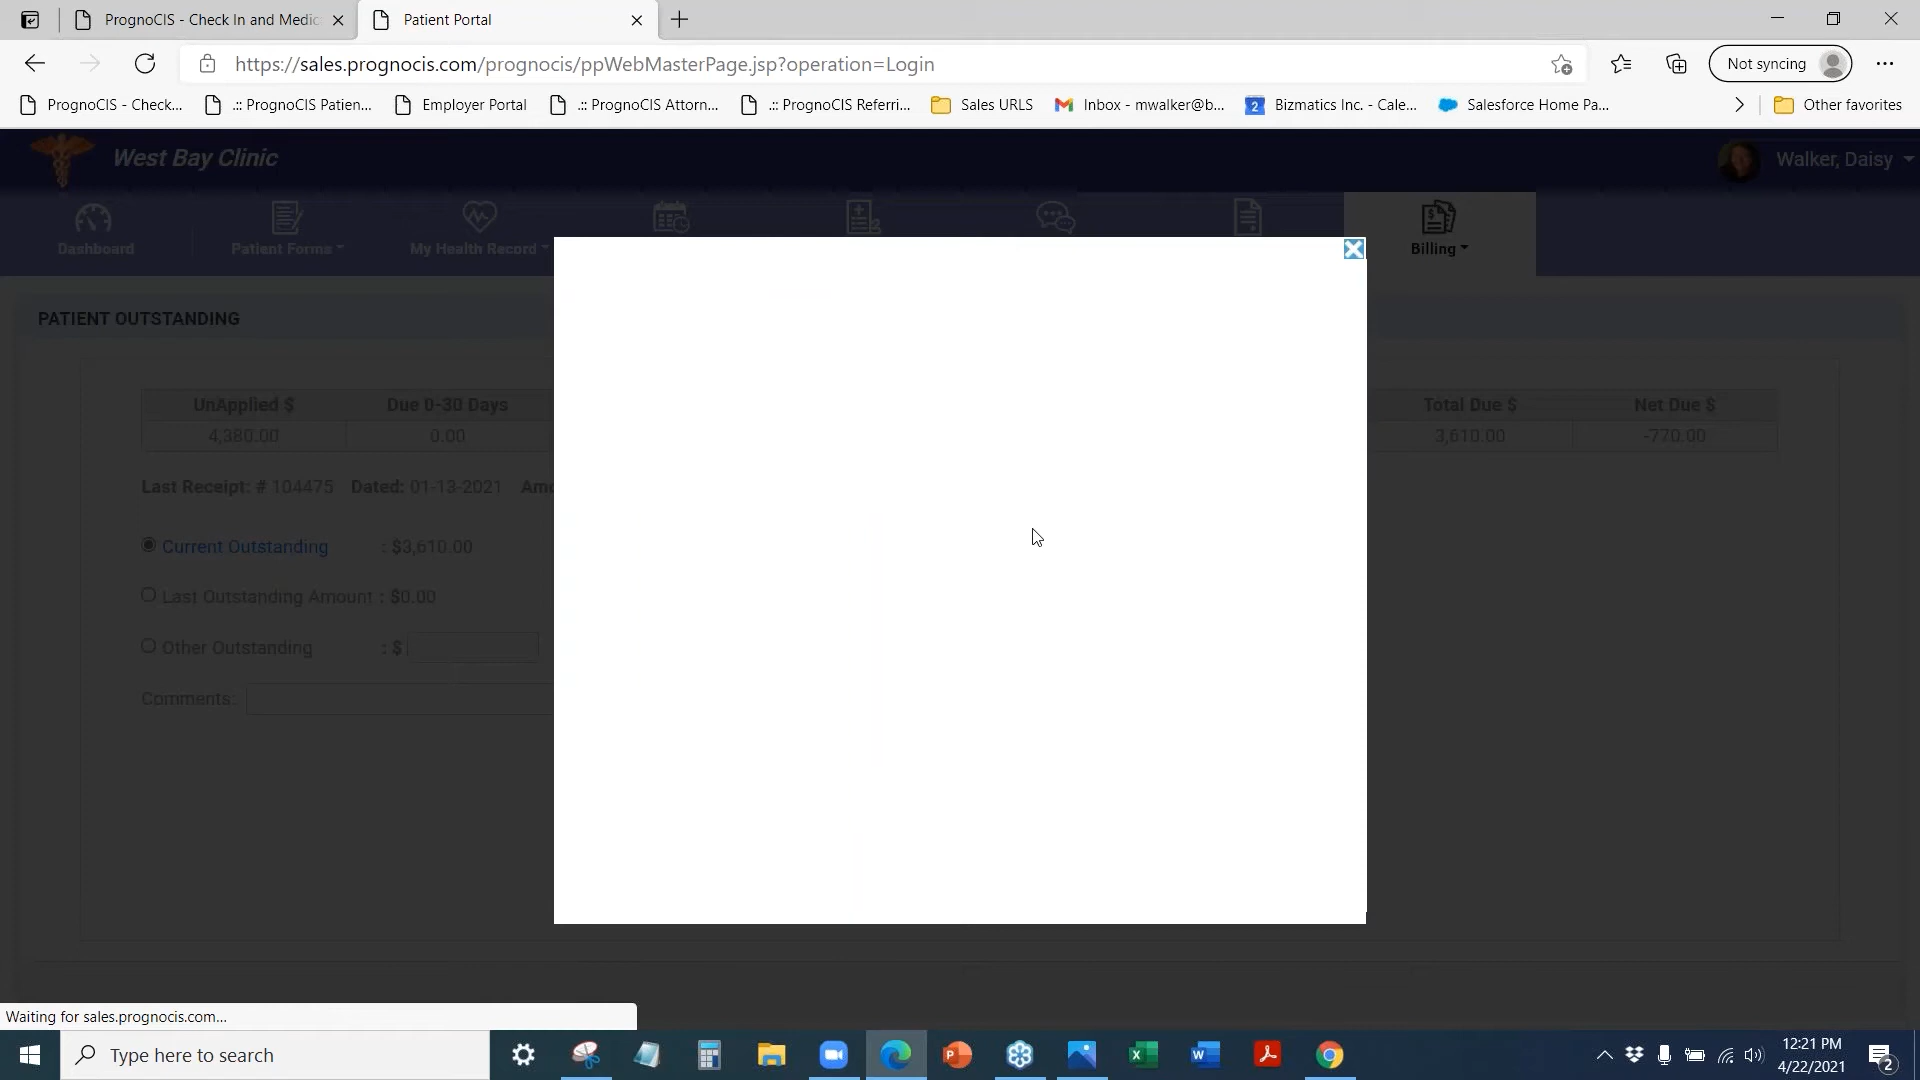 PrognoCIS - Check In and Medic
Patient Portal
https://sales.prognocis.com/prognocis/ppWebMasterPage.jsp?operation=Login
Not syncing
PrognoCIS - Check...
.:: PrognoCIS Patien...
Employer Portal
.:: PrognoCIS Attorn...
.:: PrognoCIS Referri...
Sales URLS
Inbox - mwalker@b...
2
Bizmatics Inc. - Cale...
Salesforce Home Pa...
Other favorites
West Bay Clinic
Walker, Daisy
Dashboard
Patient Forms
My Health Record
Billing
PATIENT OUTSTANDING
UnApplied $ Due 0-30 Days Total Due $ Net Due $
4,380.00 0.00 3,610.00 -770.00
Last Receipt: # 104475 Dated: 01-13-2021 Amo
Current Outstanding : $3,610.00
Last Outstanding Amount : $0.00
Other Outstanding : $
Comments:
Waiting for sales.prognocis.com...
Type here to search
12:21 PM
4/22/2021
2